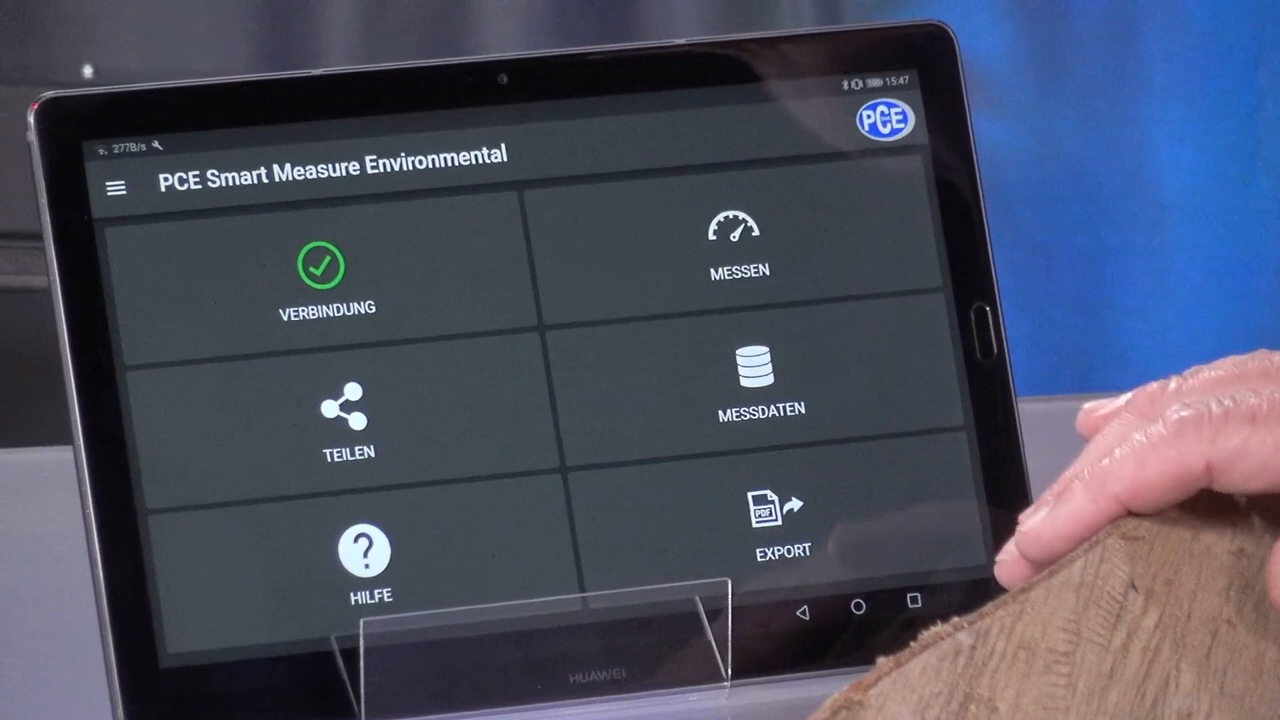 277B/s
15:47
PCE
PCE Smart Measure Environmental
VERBINDUNG
MESSEN
TEILEN
MESSDATEN
HILFE
PDF
EXPORT
HUAWEI